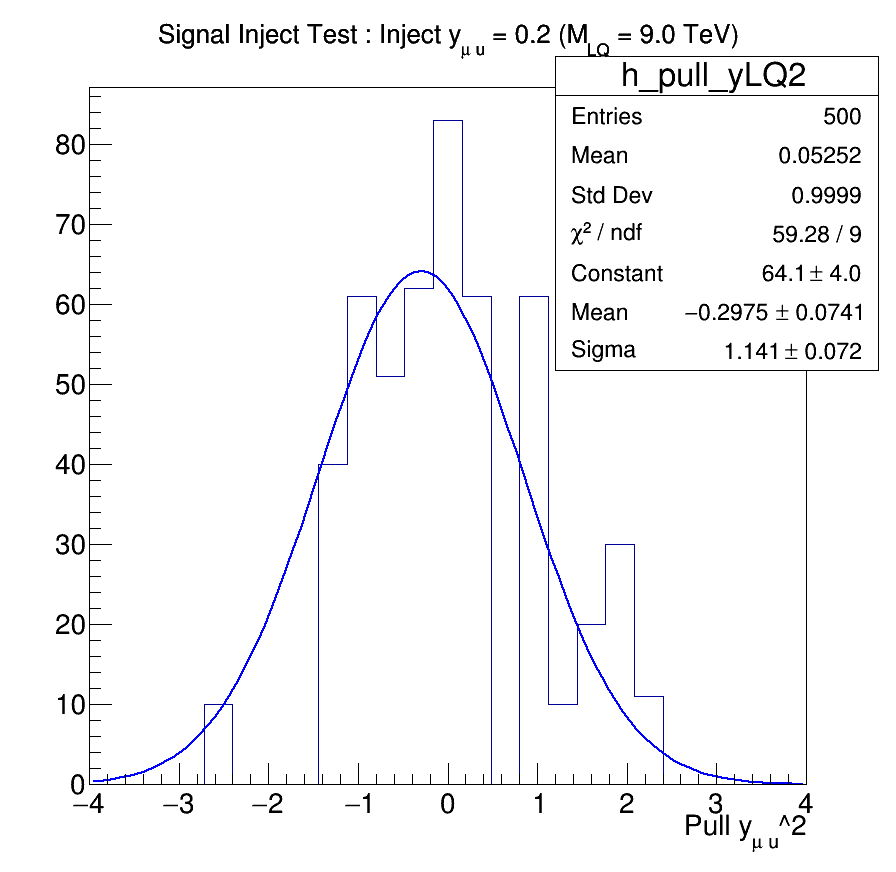 Signal Inject Test : Inject y_μ u = 0.2 (M_LQ = 9.0 TeV)
h_pull_yLQ2
Entries 500
Mean 0.05252
Std Dev 0.9999
χ² / ndf 59.28 / 9
Constant 64.1 ± 4.0
Mean −0.2975 ± 0.0741
Sigma 1.141 ± 0.072
80
70
60
50
40
30
20
10
0
−4 −3 −2 −1 0 1 2 3 4
Pull y_μ u^2